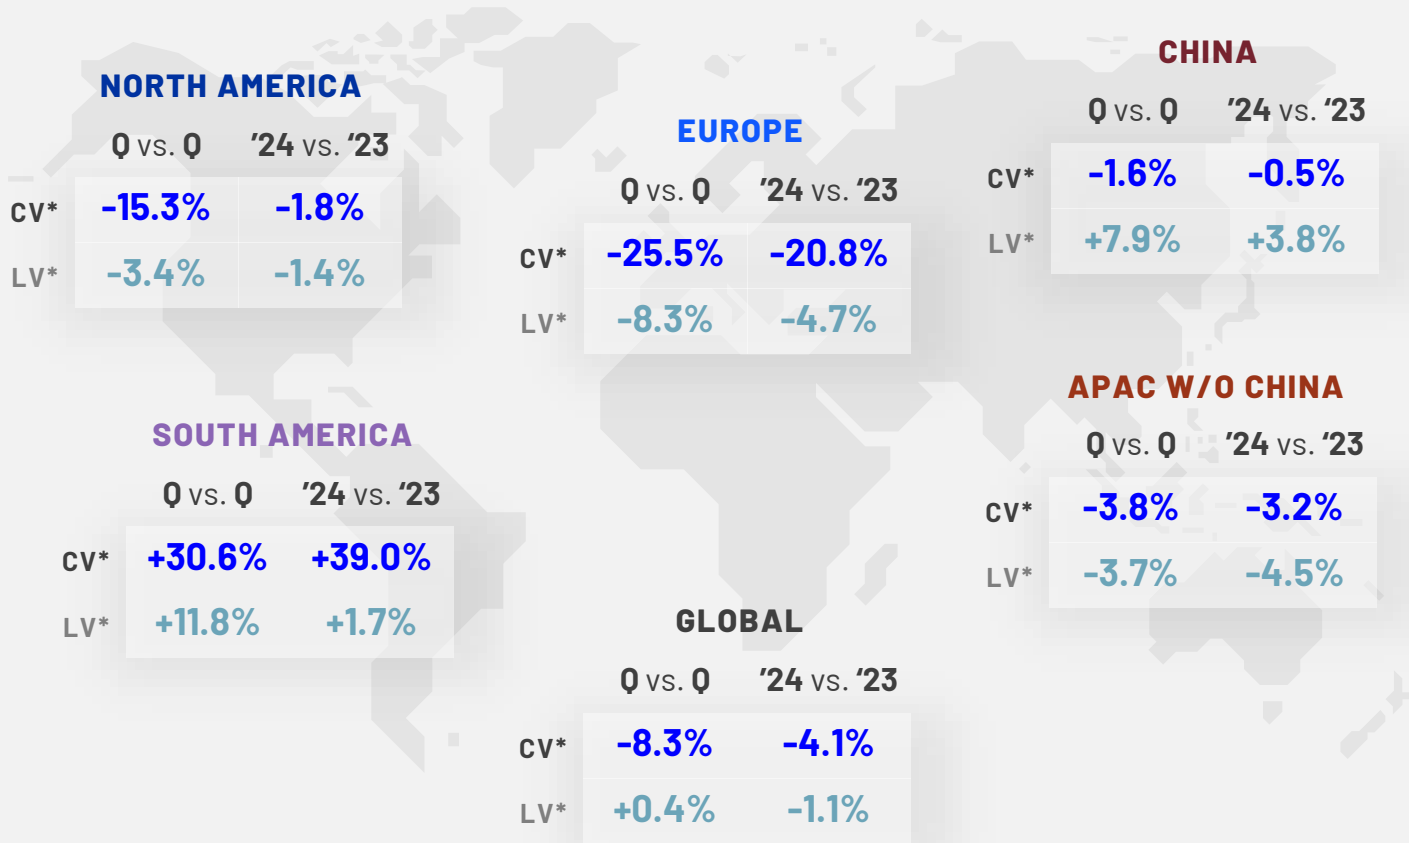 NORTH AMERICA
Q vs. Q ’24 vs. ‘23
CV* -15.3% -1.8%
LV* -3.4% -1.4%
EUROPE
Q vs. Q ’24 vs. ‘23
CV* -25.5% -20.8%
LV* -8.3% -4.7%
CHINA
Q vs. Q ’24 vs. ‘23
CV* -1.6% -0.5%
LV* +7.9% +3.8%
SOUTH AMERICA
Q vs. Q ’24 vs. ‘23
CV* +30.6% +39.0%
LV* +11.8% +1.7%
APAC W/O CHINA
Q vs. Q ’24 vs. ‘23
CV* -3.8% -3.2%
LV* -3.7% -4.5%
GLOBAL
Q vs. Q ’24 vs. ‘23
CV* -8.3% -4.1%
LV* +0.4% -1.1%